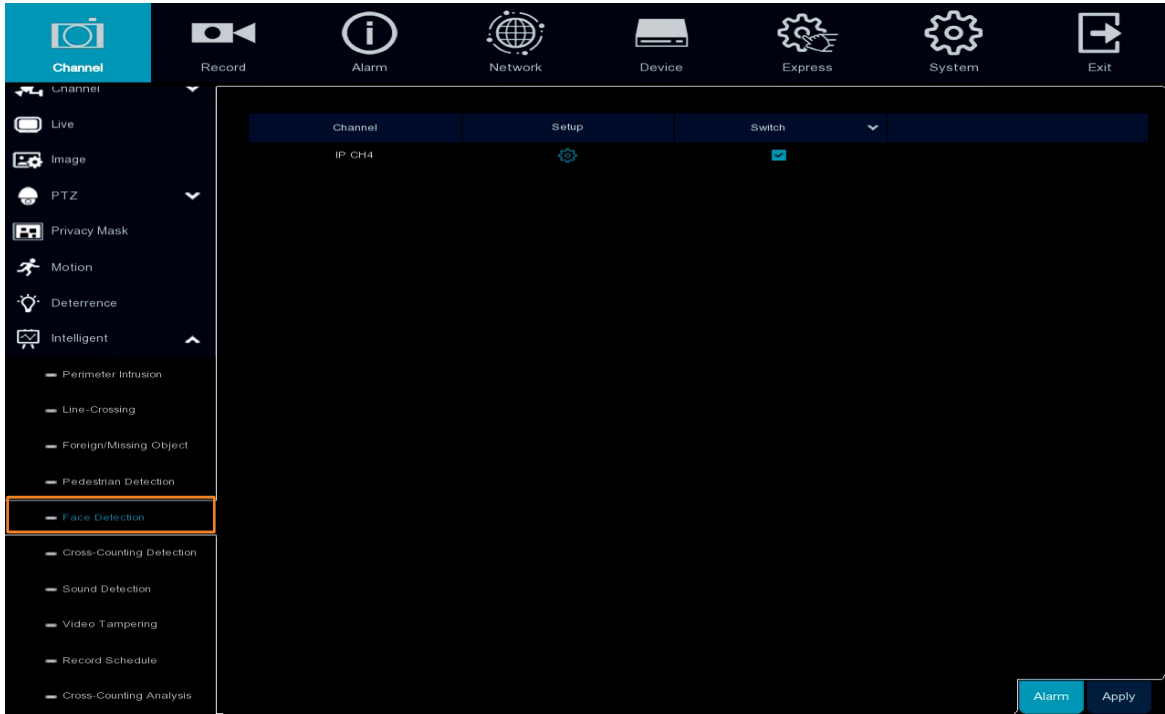 Channel Record Alarm Network Device Express System Exit
Channel
Live
Image
PTZ
Privacy Mask
Motion
Deterrence
Intelligent
Perimeter Intrusion
Line-Crossing
Foreign/Missing Object
Pedestrian Detection
Face Detection
Cross-Counting Detection
Sound Detection
Video Tampering
Record Schedule
Cross-Counting Analysis
Channel Setup Switch
IP CH4
Alarm Apply